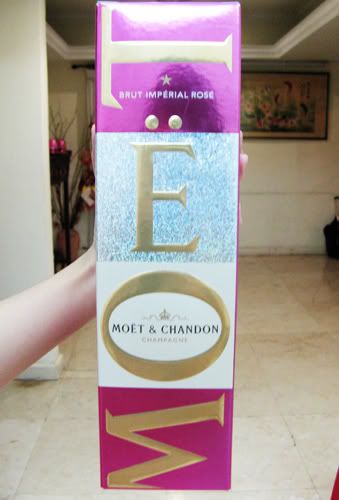 T
BRUT IMPÉRIAL ROSÉ
Ë
O
MOËT & CHANDON
CHAMPAGNE
M